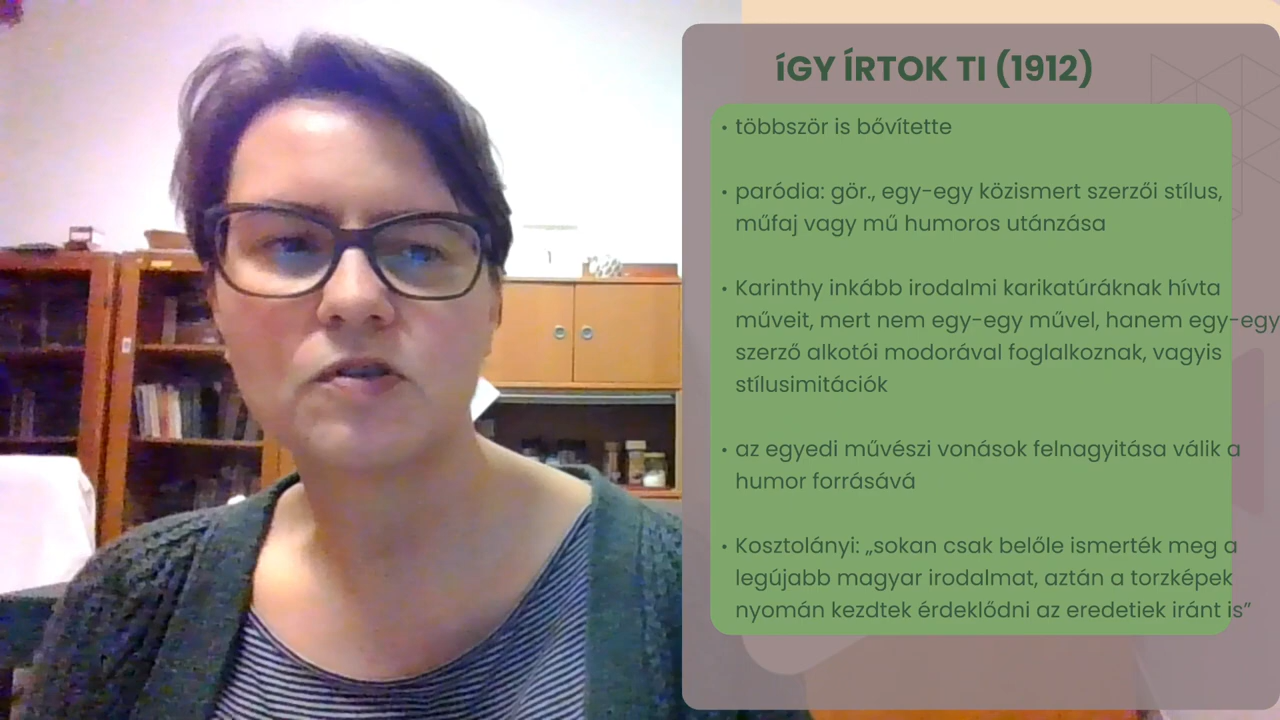 ÍGY ÍRTOK TI (1912)
• többször is bővítette
• paródia: gör., egy-egy közismert szerzői stílus,
műfaj vagy mű humoros utánzása
• Karinthy inkább irodalmi karikatúráknak hívta
műveit, mert nem egy-egy művel, hanem egy-egy
szerző alkotói modorával foglalkoznak, vagyis
stílusimitációk
• az egyedi művészi vonások felnagyitása válik a
humor forrásává
• Kosztolányi: „sokan csak belőle ismerték meg a
legújabb magyar irodalmat, aztán a torzképek
nyomán kezdtek érdeklődni az eredetiek iránt is”